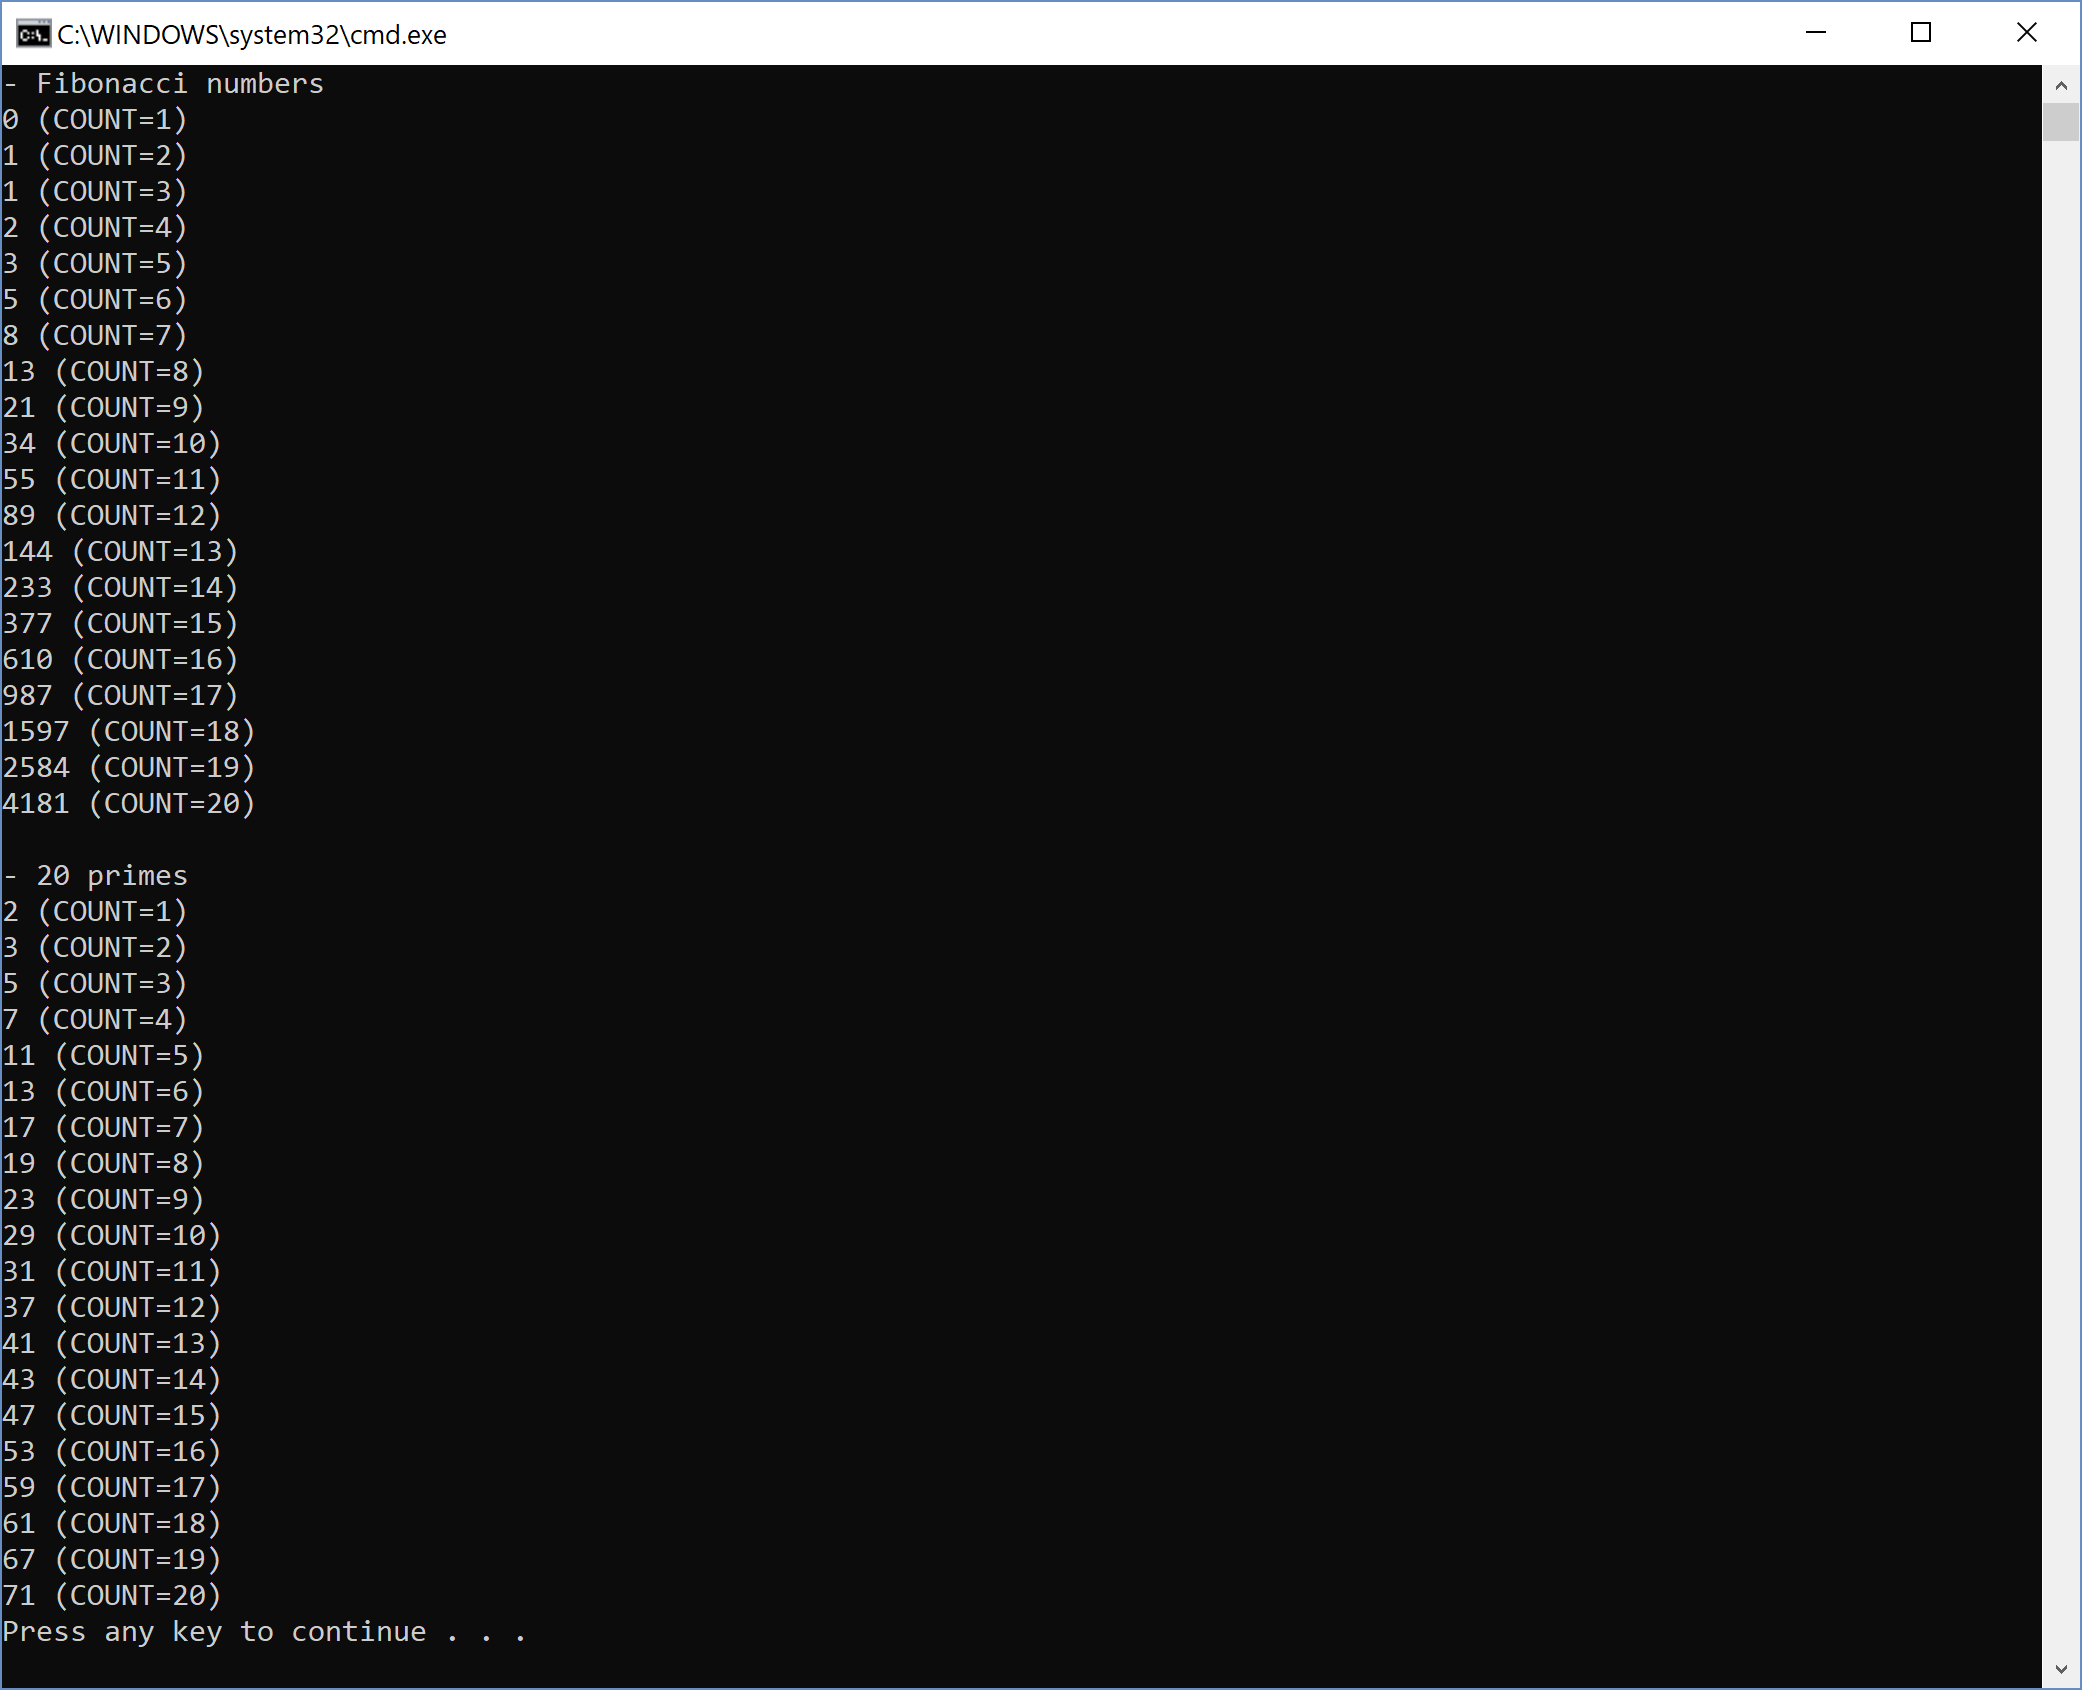 C:\WINDOWS\system32\cmd.exe
- Fibonacci numbers
0 (COUNT=1)
1 (COUNT=2)
1 (COUNT=3)
2 (COUNT=4)
3 (COUNT=5)
5 (COUNT=6)
8 (COUNT=7)
13 (COUNT=8)
21 (COUNT=9)
34 (COUNT=10)
55 (COUNT=11)
89 (COUNT=12)
144 (COUNT=13)
233 (COUNT=14)
377 (COUNT=15)
610 (COUNT=16)
987 (COUNT=17)
1597 (COUNT=18)
2584 (COUNT=19)
4181 (COUNT=20)

- 20 primes
2 (COUNT=1)
3 (COUNT=2)
5 (COUNT=3)
7 (COUNT=4)
11 (COUNT=5)
13 (COUNT=6)
17 (COUNT=7)
19 (COUNT=8)
23 (COUNT=9)
29 (COUNT=10)
31 (COUNT=11)
37 (COUNT=12)
41 (COUNT=13)
43 (COUNT=14)
47 (COUNT=15)
53 (COUNT=16)
59 (COUNT=17)
61 (COUNT=18)
67 (COUNT=19)
71 (COUNT=20)
Press any key to continue . . .